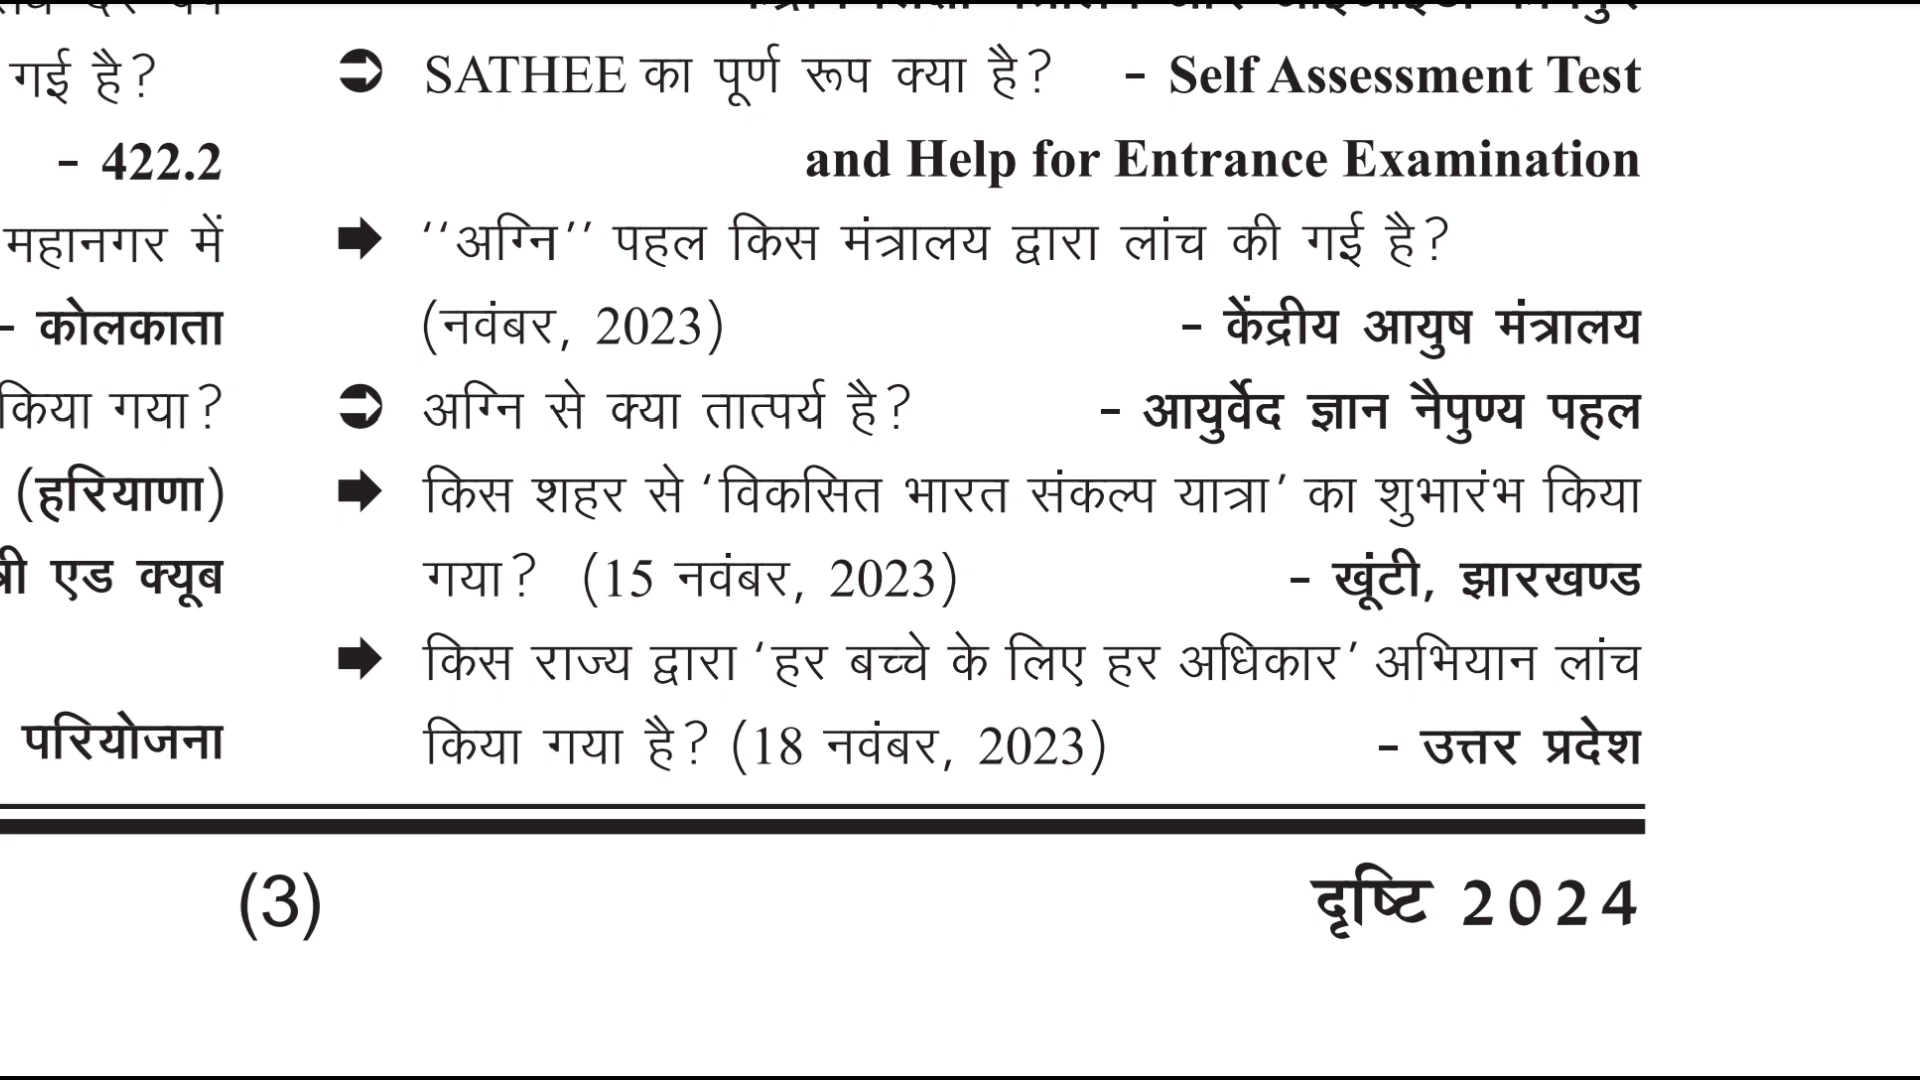 गई है?
- 422.2
महानगर में
- कोलकाता
किया गया?
(हरियाणा)
एड क्यूब
परियोजना
➲ SATHEE का पूर्ण रूप क्या है? - Self Assessment Test
and Help for Entrance Examination
➡ ‘‘अग्नि’’ पहल किस मंत्रालय द्वारा लांच की गई है?
(नवंबर, 2023) - केंद्रीय आयुष मंत्रालय
➲ अग्नि से क्या तात्पर्य है? - आयुर्वेद ज्ञान नैपुण्य पहल
➡ किस शहर से ‘विकसित भारत संकल्प यात्रा’ का शुभारंभ किया
गया? (15 नवंबर, 2023) - खूंटी, झारखण्ड
➡ किस राज्य द्वारा ‘हर बच्चे के लिए हर अधिकार’ अभियान लांच
किया गया है? (18 नवंबर, 2023) - उत्तर प्रदेश
(3)
दृष्टि 2024